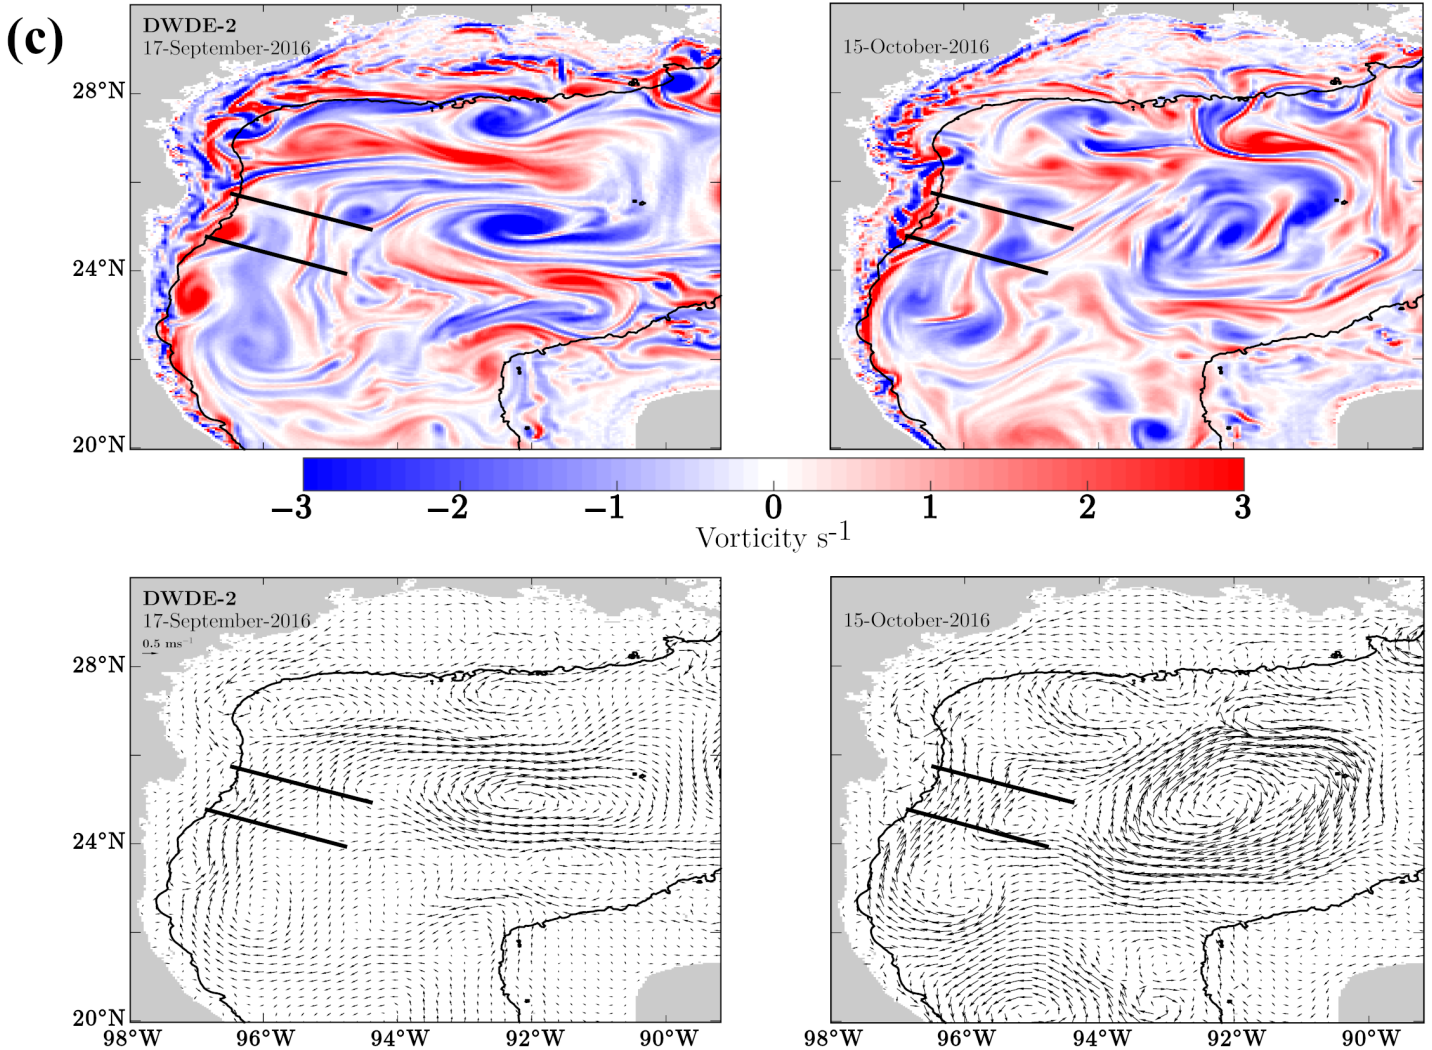 (c)
DWDE-2
17-September-2016
15-October-2016
28°N
24°N
20°N
−3 −2 −1 0 1 2 3
Vorticity s-1
DWDE-2
17-September-2016
0.5 ms−1
15-October-2016
28°N
24°N
20°N
98°W 96°W 94°W 92°W 90°W 98°W 96°W 94°W 92°W 90°W